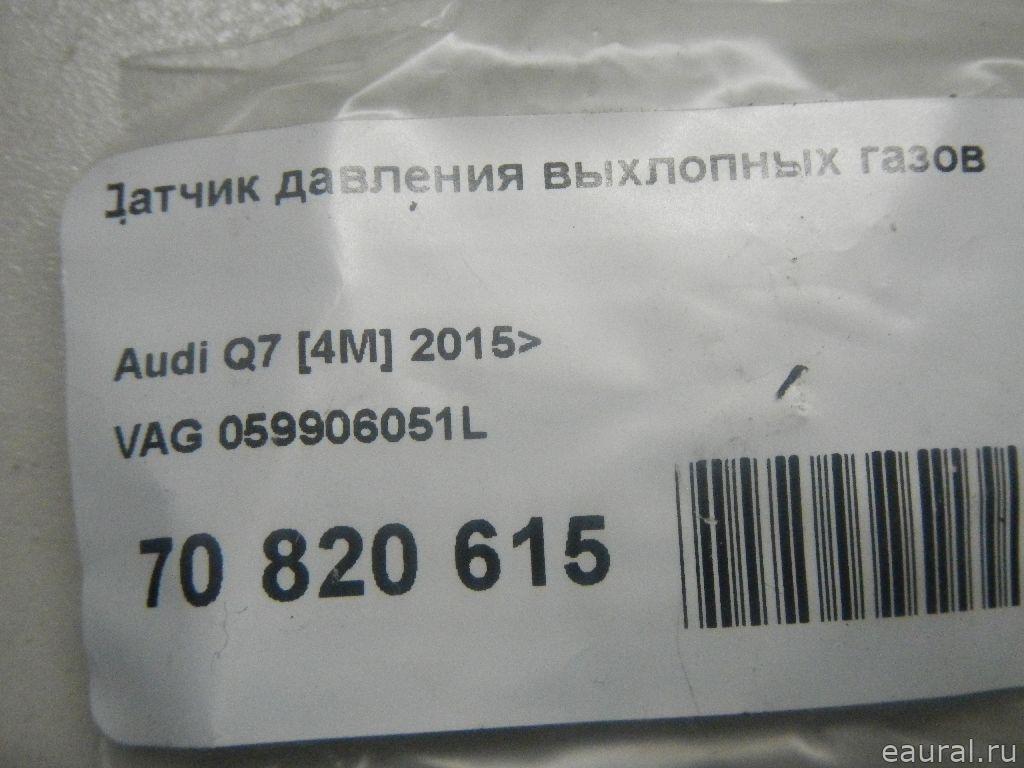 Датчик давления выхлопных газов
Audi Q7 [4M] 2015>
VAG 059906051L
70 820 615
eaural.ru